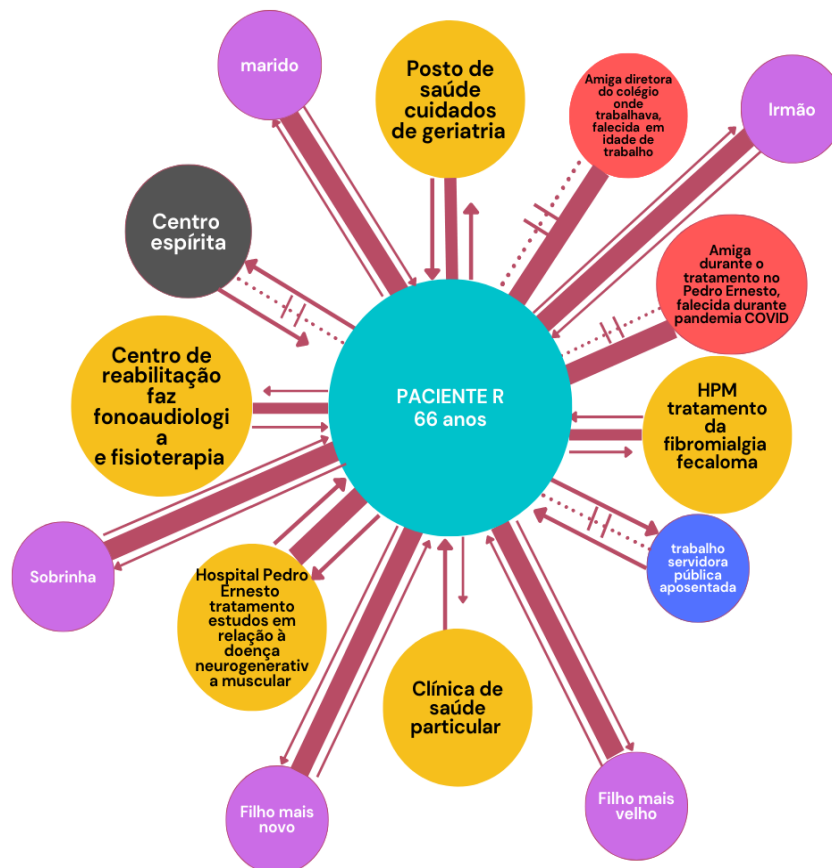 marido
Posto de
saúde
cuidados
de geriatria
Amiga diretora
do colégio
onde
trabalhava,
falecida em
idade de
trabalho
Irmão
Centro
espírita
Amiga
durante o
tratamento no
Pedro Ernesto,
falecida durante
pandemia COVID
Centro de
reabilitação
faz
fonoaudiologi
a
e fisioterapia
PACIENTE R
66 anos
HPM
tratamento
da
fibromialgia
fecaloma
Sobrinha
Hospital Pedro
Ernesto
tratamento
estudos em
relação à
doença
neurogenerativ
a muscular
trabalho
servidora
pública
aposentada
Clínica de
saúde
particular
Filho mais
novo
Filho mais
velho